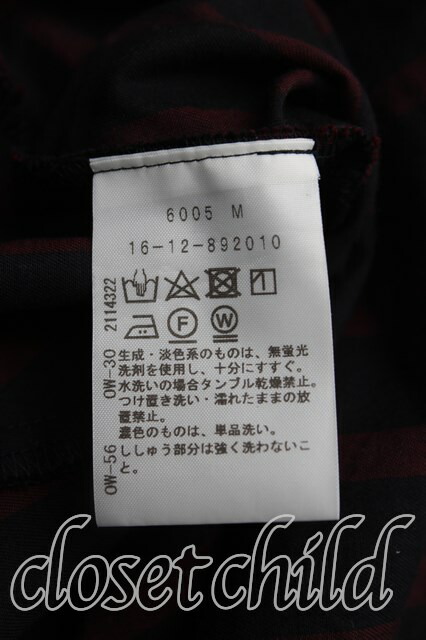 6005 M
16-12-892010
2114322
F W
OW-30
生成・淡色系のものは、無蛍光
洗剤を使用し、十分にすすぐ。
水洗いの場合タンブル乾燥禁止。
つけ置き洗い・濡れたままの放
置禁止。
濃色のものは、単品洗い。
OW-56
ししゅう部分は強く洗わないこ
と。
closet child